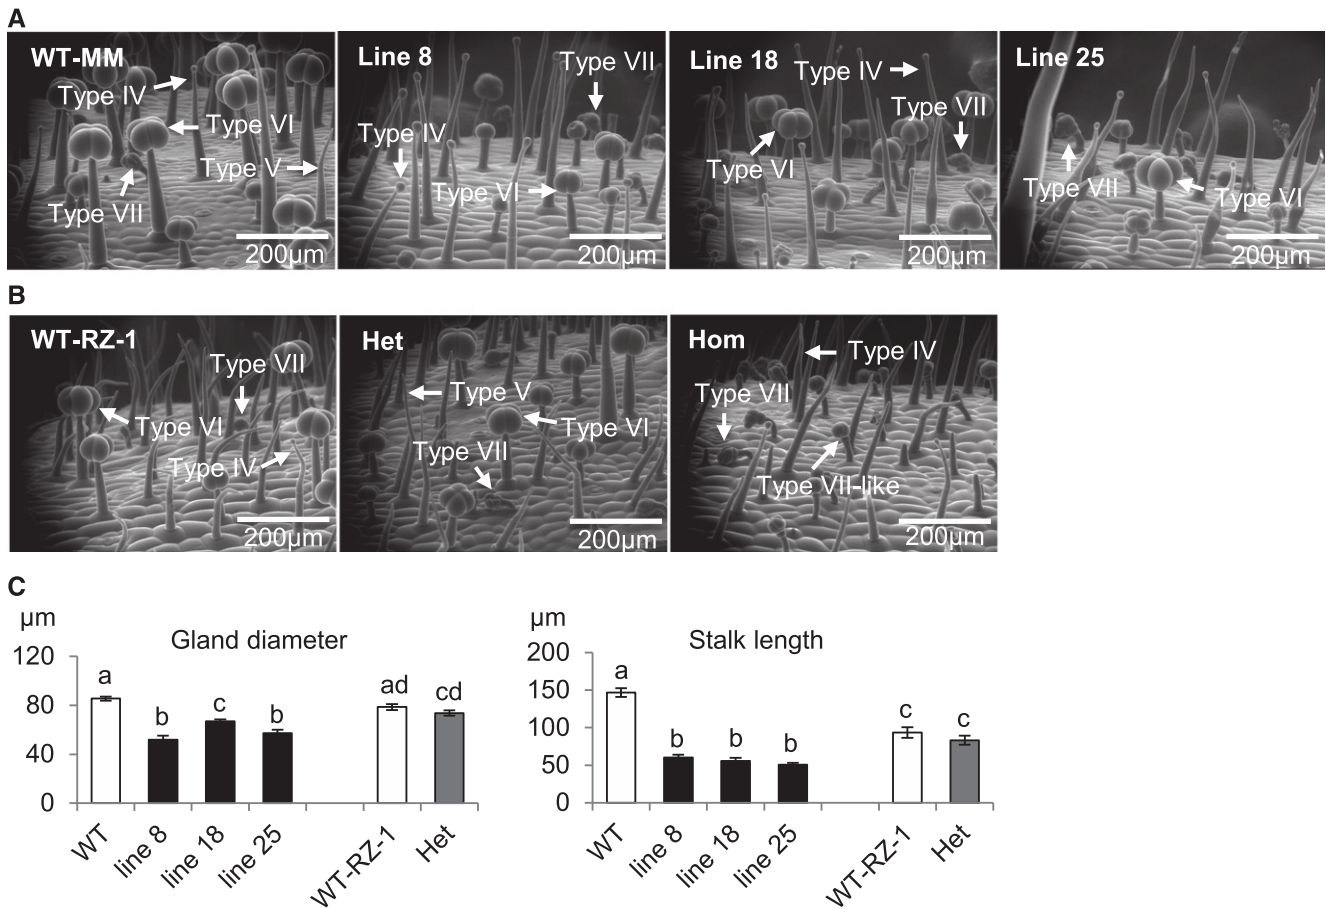 A
WT-MM
Type IV
Type VI
Type V
Type VII
200µm
Line 8
Type VII
Type IV
Type VI
200µm
Line 18
Type IV
Type VII
Type VI
200µm
Line 25
Type VII
Type VI
200µm
B
WT-RZ-1
Type VII
Type VI
Type IV
200µm
Het
Type V
Type VI
Type VII
200µm
Hom
Type IV
Type VII
Type VII-like
200µm
C
µm
Gland diameter
120
80
40
0
a
b
c
b
ad
cd
WT
line 8
line 18
line 25
WT-RZ-1
Het
µm
Stalk length
200
150
100
50
0
a
b
b
b
c
c
WT
line 8
line 18
line 25
WT-RZ-1
Het